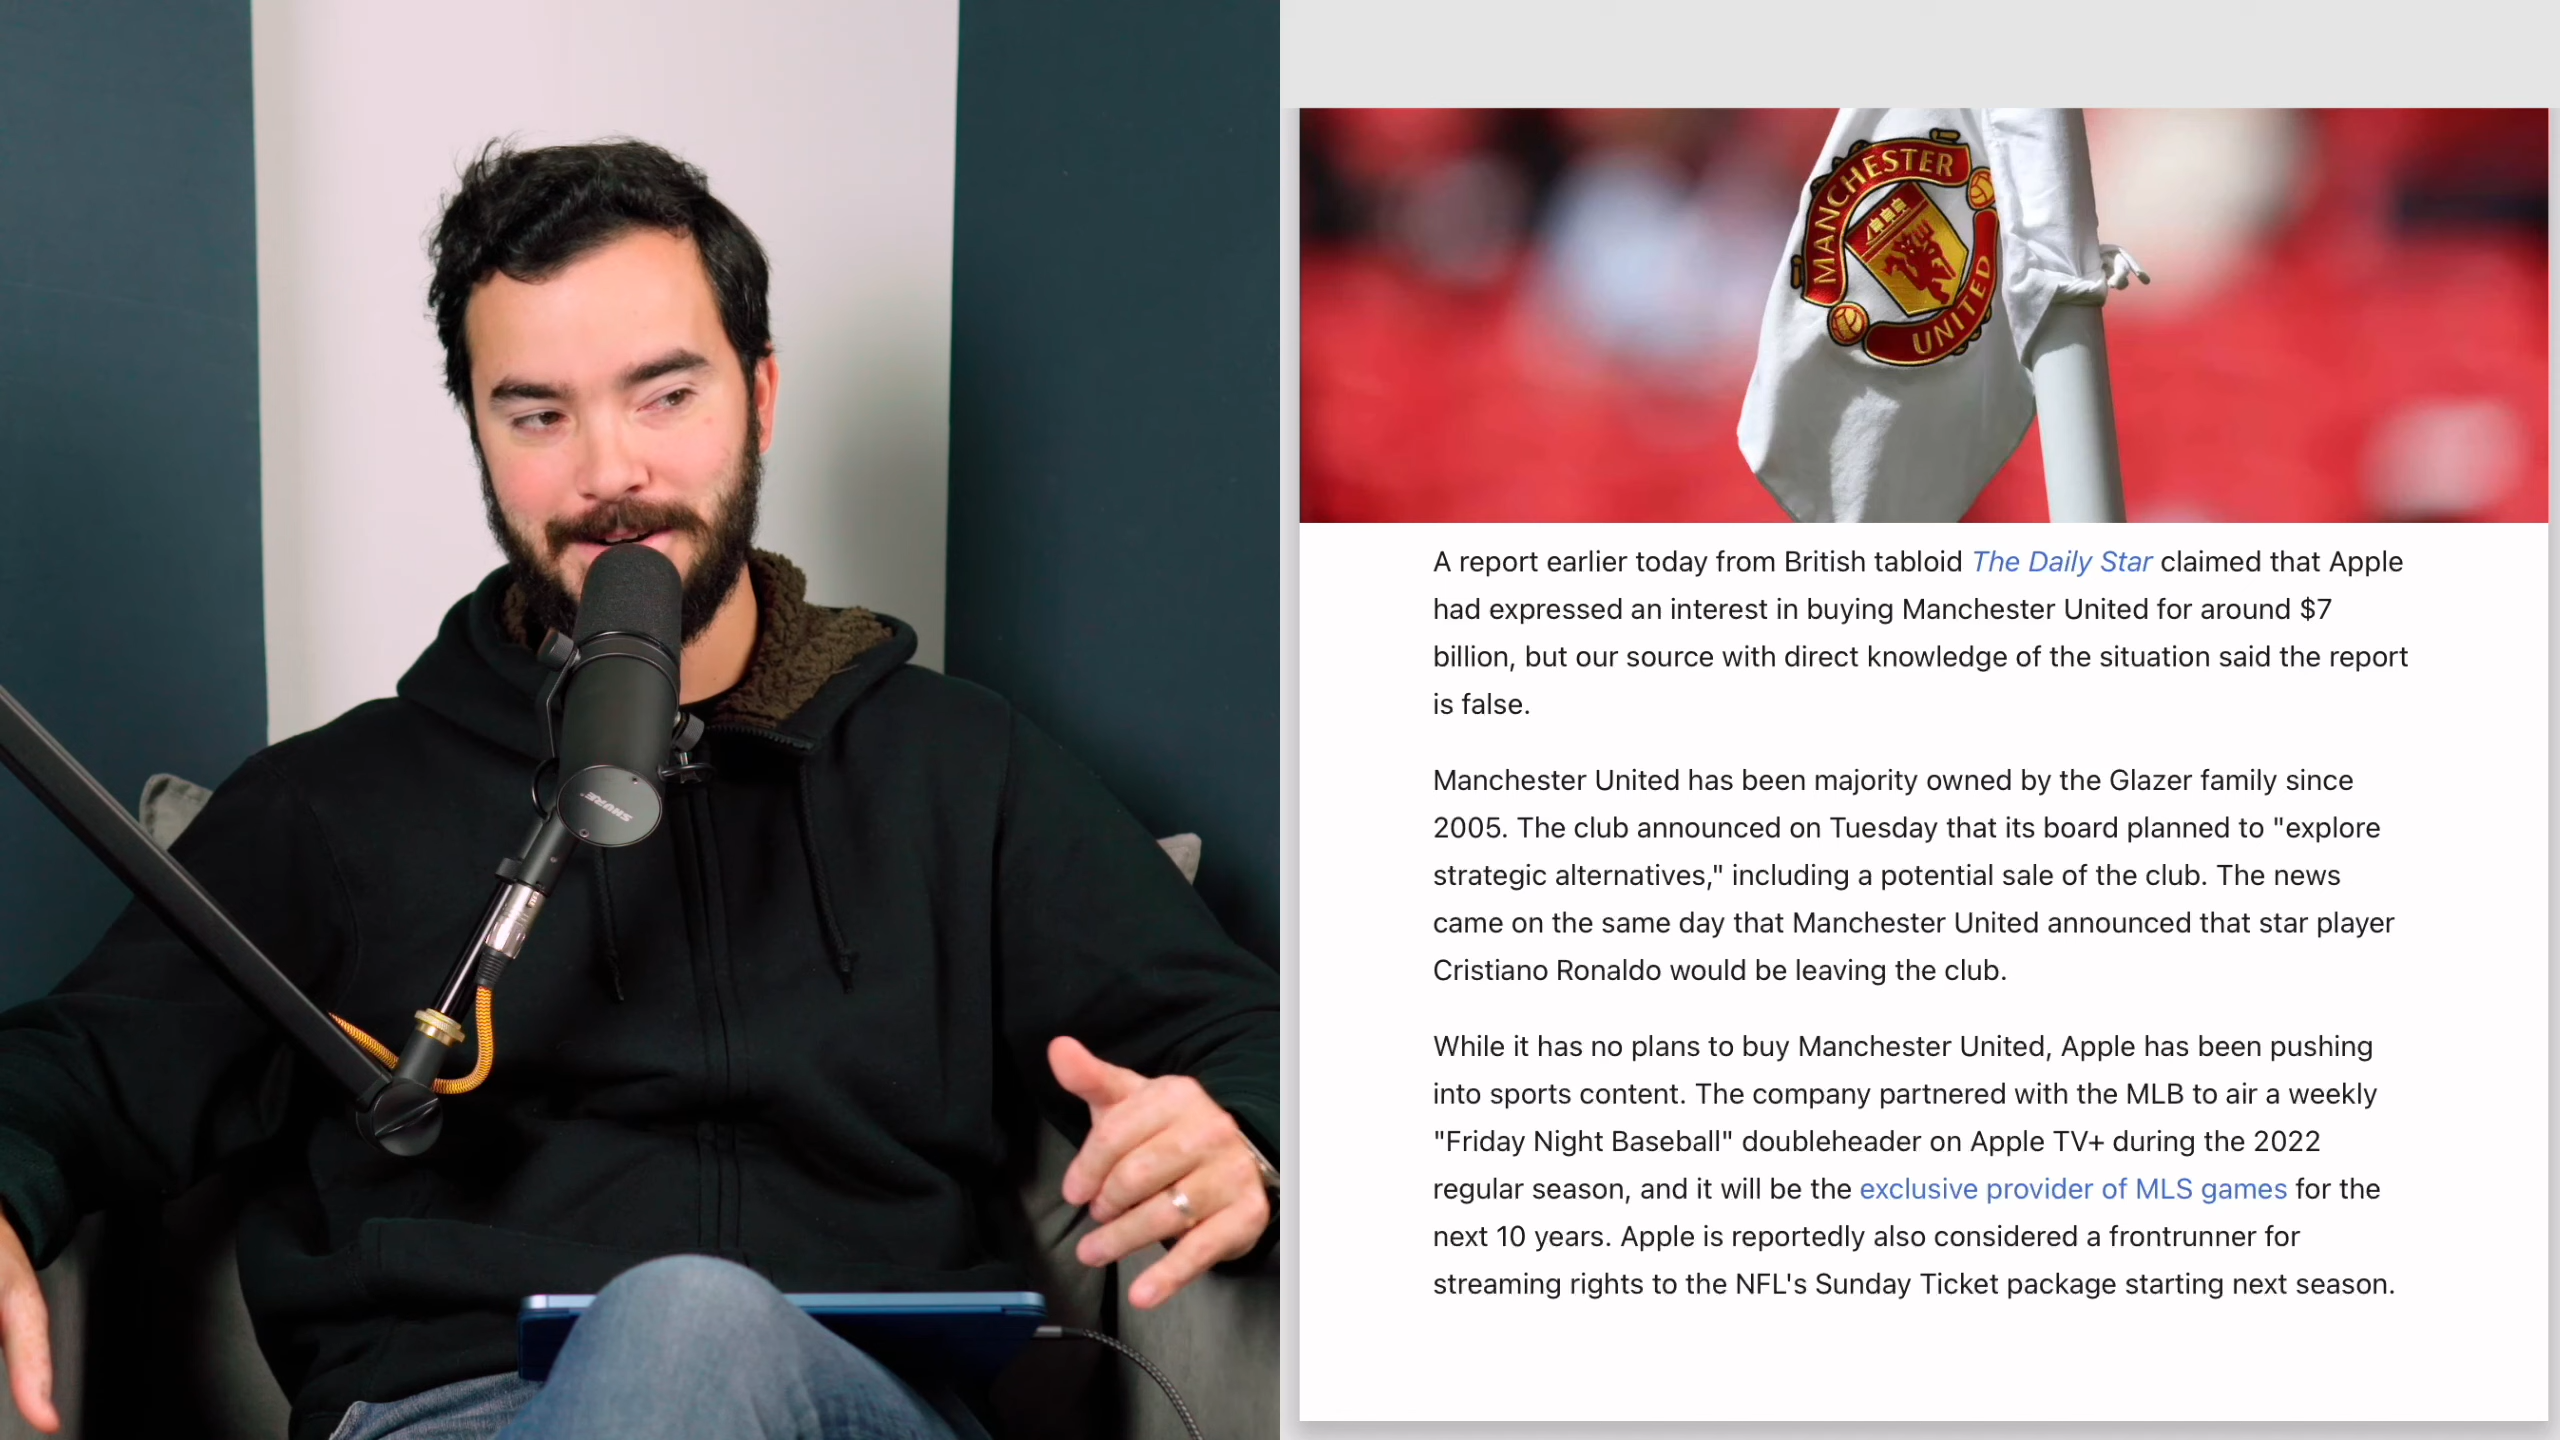 MANCHESTER
UNITED
A report earlier today from British tabloid The Daily Star claimed that Apple
had expressed an interest in buying Manchester United for around $7
billion, but our source with direct knowledge of the situation said the report
is false.
Manchester United has been majority owned by the Glazer family since
2005. The club announced on Tuesday that its board planned to "explore
strategic alternatives," including a potential sale of the club. The news
came on the same day that Manchester United announced that star player
Cristiano Ronaldo would be leaving the club.
While it has no plans to buy Manchester United, Apple has been pushing
into sports content. The company partnered with the MLB to air a weekly
"Friday Night Baseball" doubleheader on Apple TV+ during the 2022
regular season, and it will be the exclusive provider of MLS games for the
next 10 years. Apple is reportedly also considered a frontrunner for
streaming rights to the NFL's Sunday Ticket package starting next season.
SHURE